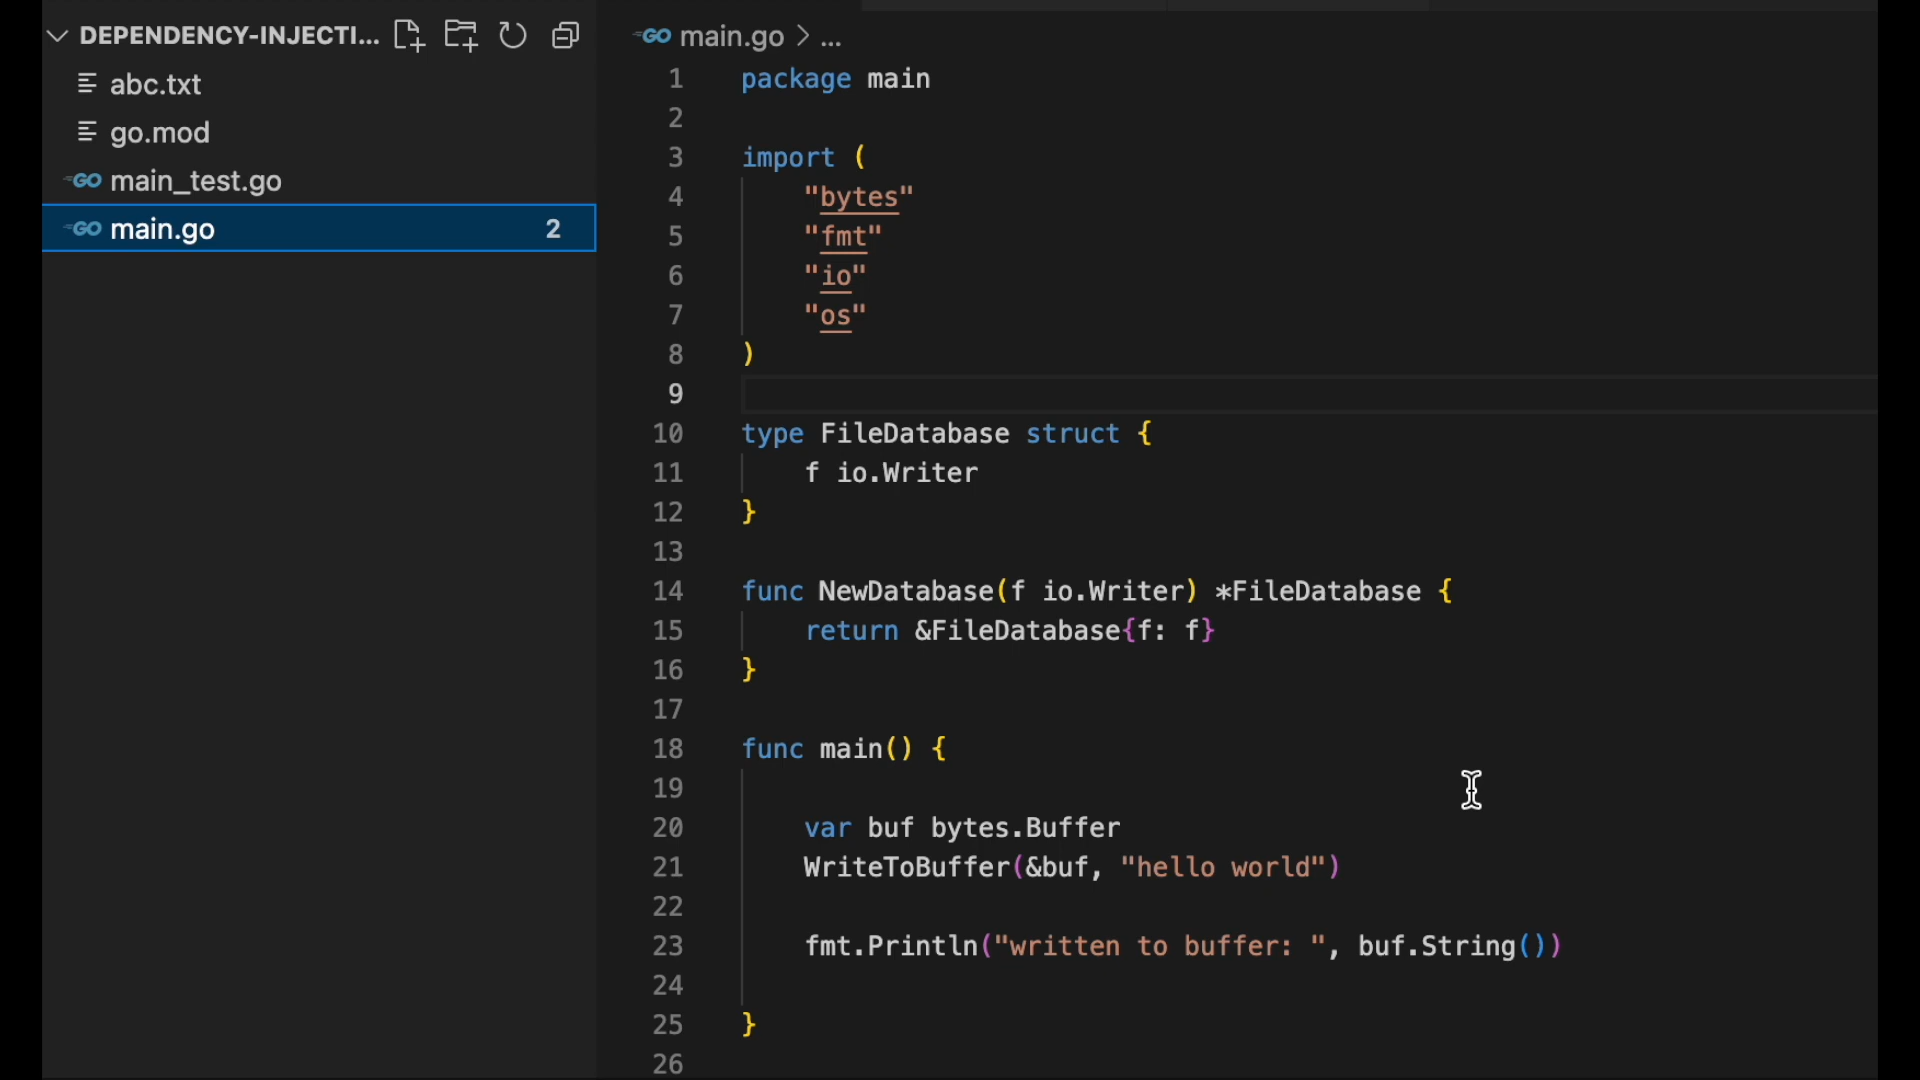 DEPENDENCY-INJECTI...
abc.txt
go.mod
GO main_test.go
GO main.go 2
GO main.go > ...
1 package main
2
3 import (
4 "bytes"
5 "fmt"
6 "io"
7 "os"
8 )
9
10 type FileDatabase struct {
11 f io.Writer
12 }
13
14 func NewDatabase(f io.Writer) *FileDatabase {
15 return &FileDatabase{f: f}
16 }
17
18 func main() {
19
20 var buf bytes.Buffer
21 WriteToBuffer(&buf, "hello world")
22
23 fmt.Println("written to buffer: ", buf.String())
24
25 }
26